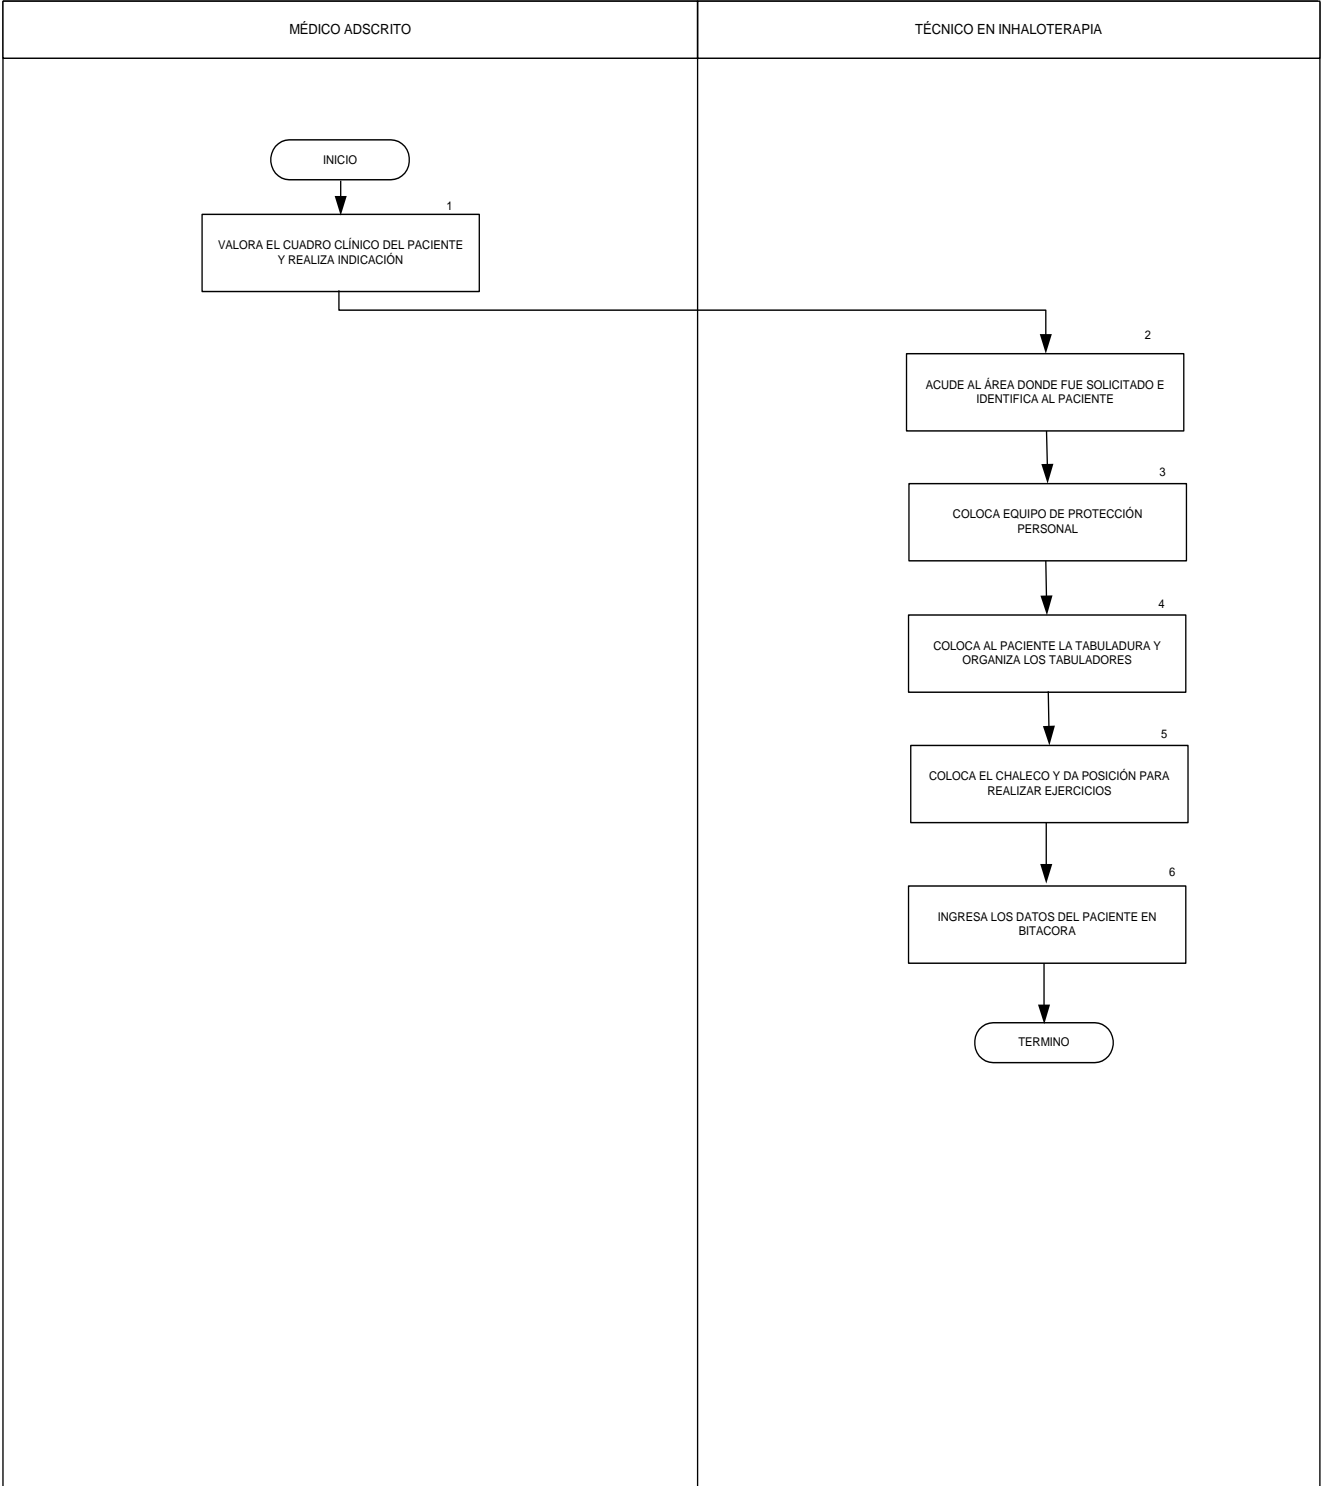 MÉDICO ADSCRITO
TÉCNICO EN INHALOTERAPIA
INICIO
1
VALORA EL CUADRO CLÍNICO DEL PACIENTE
Y REALIZA INDICACIÓN
2
ACUDE AL ÁREA DONDE FUE SOLICITADO E
IDENTIFICA AL PACIENTE
3
COLOCA EQUIPO DE PROTECCIÓN
PERSONAL
4
COLOCA AL PACIENTE LA TABULADURA Y
ORGANIZA LOS TABULADORES
5
COLOCA EL CHALECO Y DA POSICIÓN PARA
REALIZAR EJERCICIOS
6
INGRESA LOS DATOS DEL PACIENTE EN
BITACORA
TERMINO